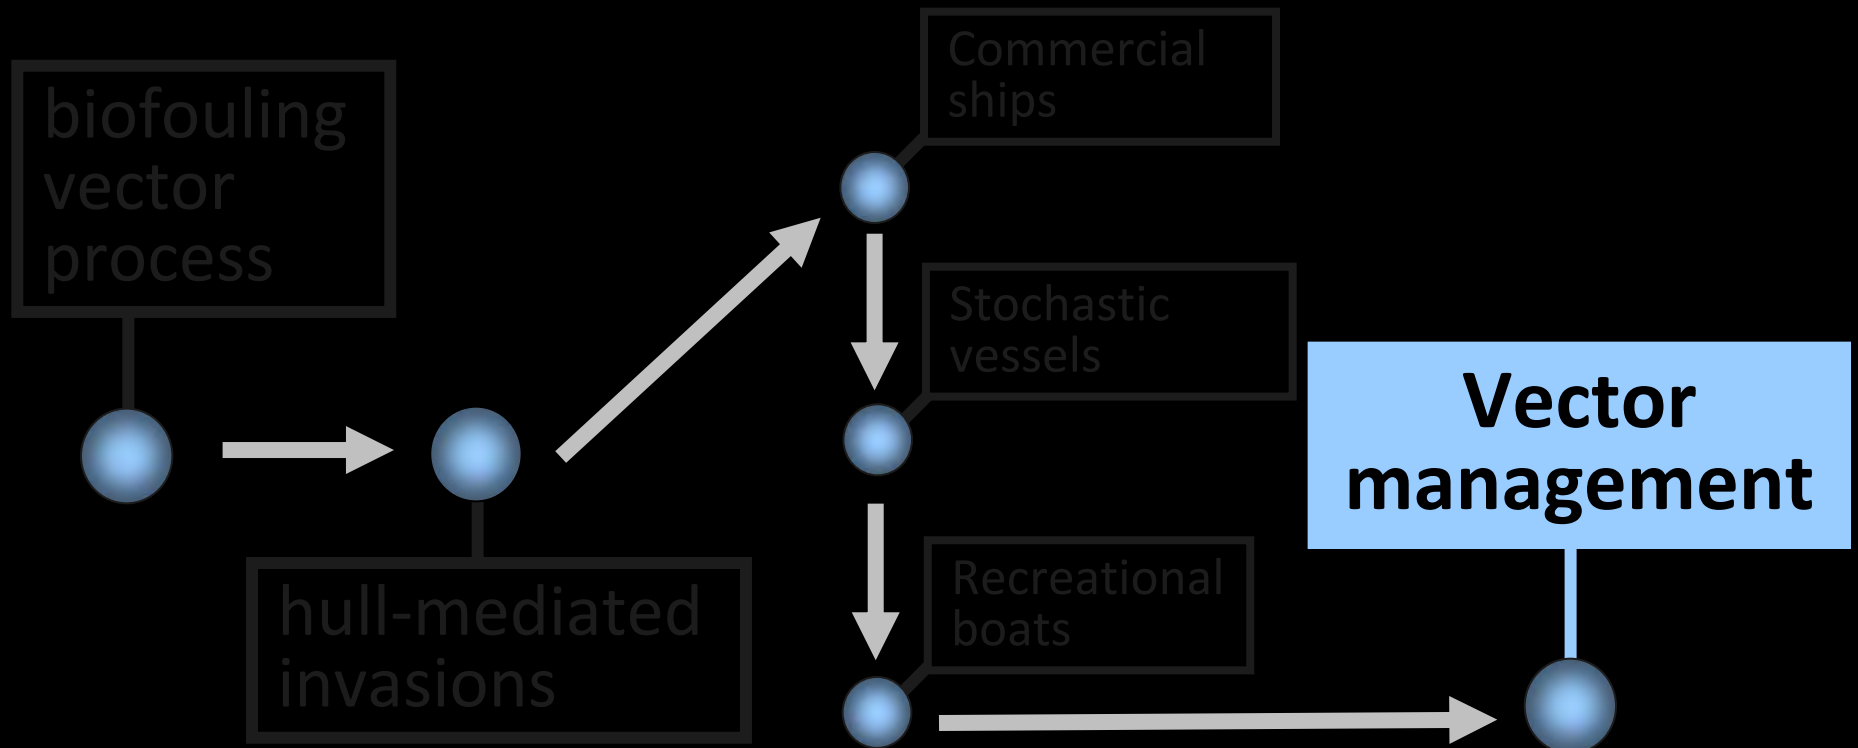 biofouling
vector
process
hull-mediated
invasions
Commercial
ships
Stochastic
vessels
Recreational
boats
Vector
management